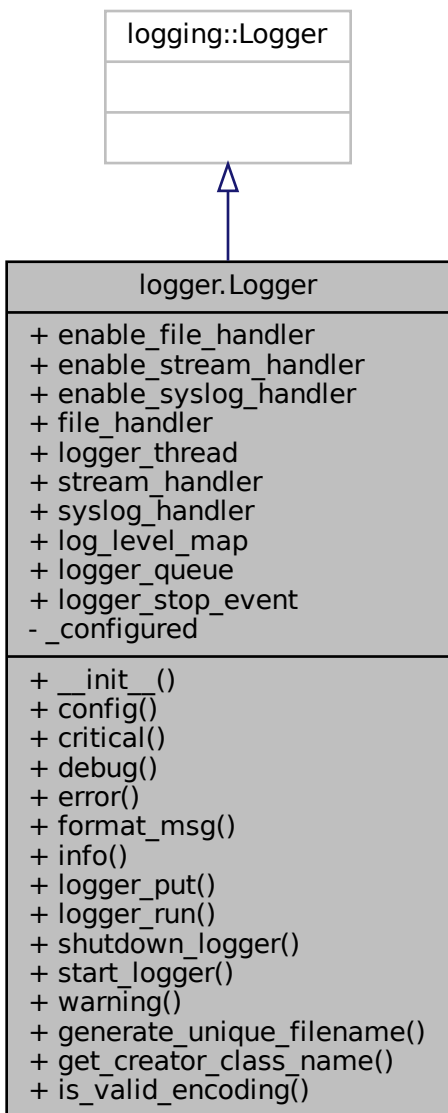 logging::Logger
logger.Logger
+ enable_file_handler
+ enable_stream_handler
+ enable_syslog_handler
+ file_handler
+ logger_thread
+ stream_handler
+ syslog_handler
+ log_level_map
+ logger_queue
+ logger_stop_event
- _configured
+ __init__()
+ config()
+ critical()
+ debug()
+ error()
+ format_msg()
+ info()
+ logger_put()
+ logger_run()
+ shutdown_logger()
+ start_logger()
+ warning()
+ generate_unique_filename()
+ get_creator_class_name()
+ is_valid_encoding()